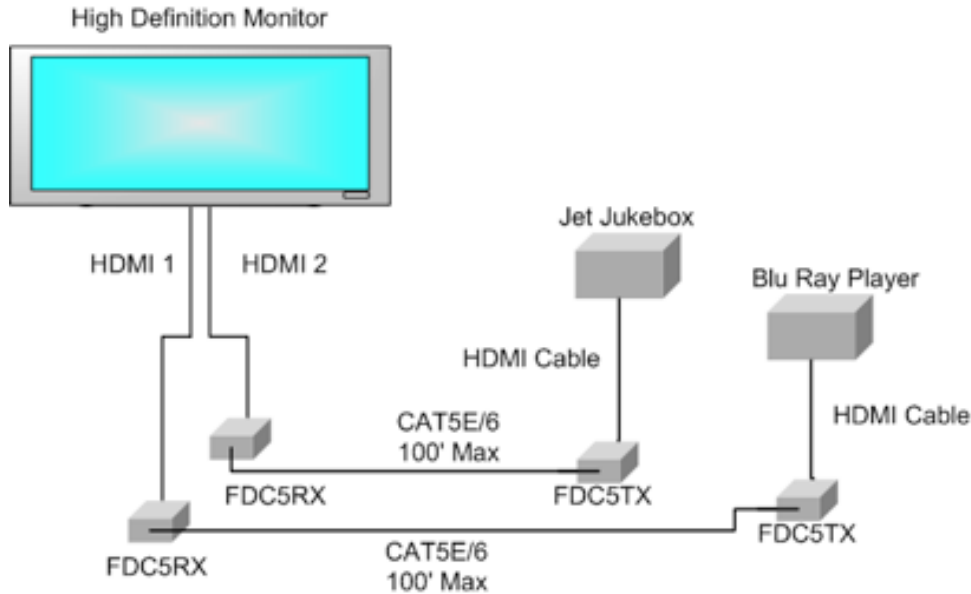 High Definition Monitor
Jet Jukebox
HDMI 1
HDMI 2
Blu Ray Player
HDMI Cable
HDMI Cable
CAT5E/6
100' Max
FDC5RX
FDC5TX
FDC5TX
FDC5RX
CAT5E/6
100' Max